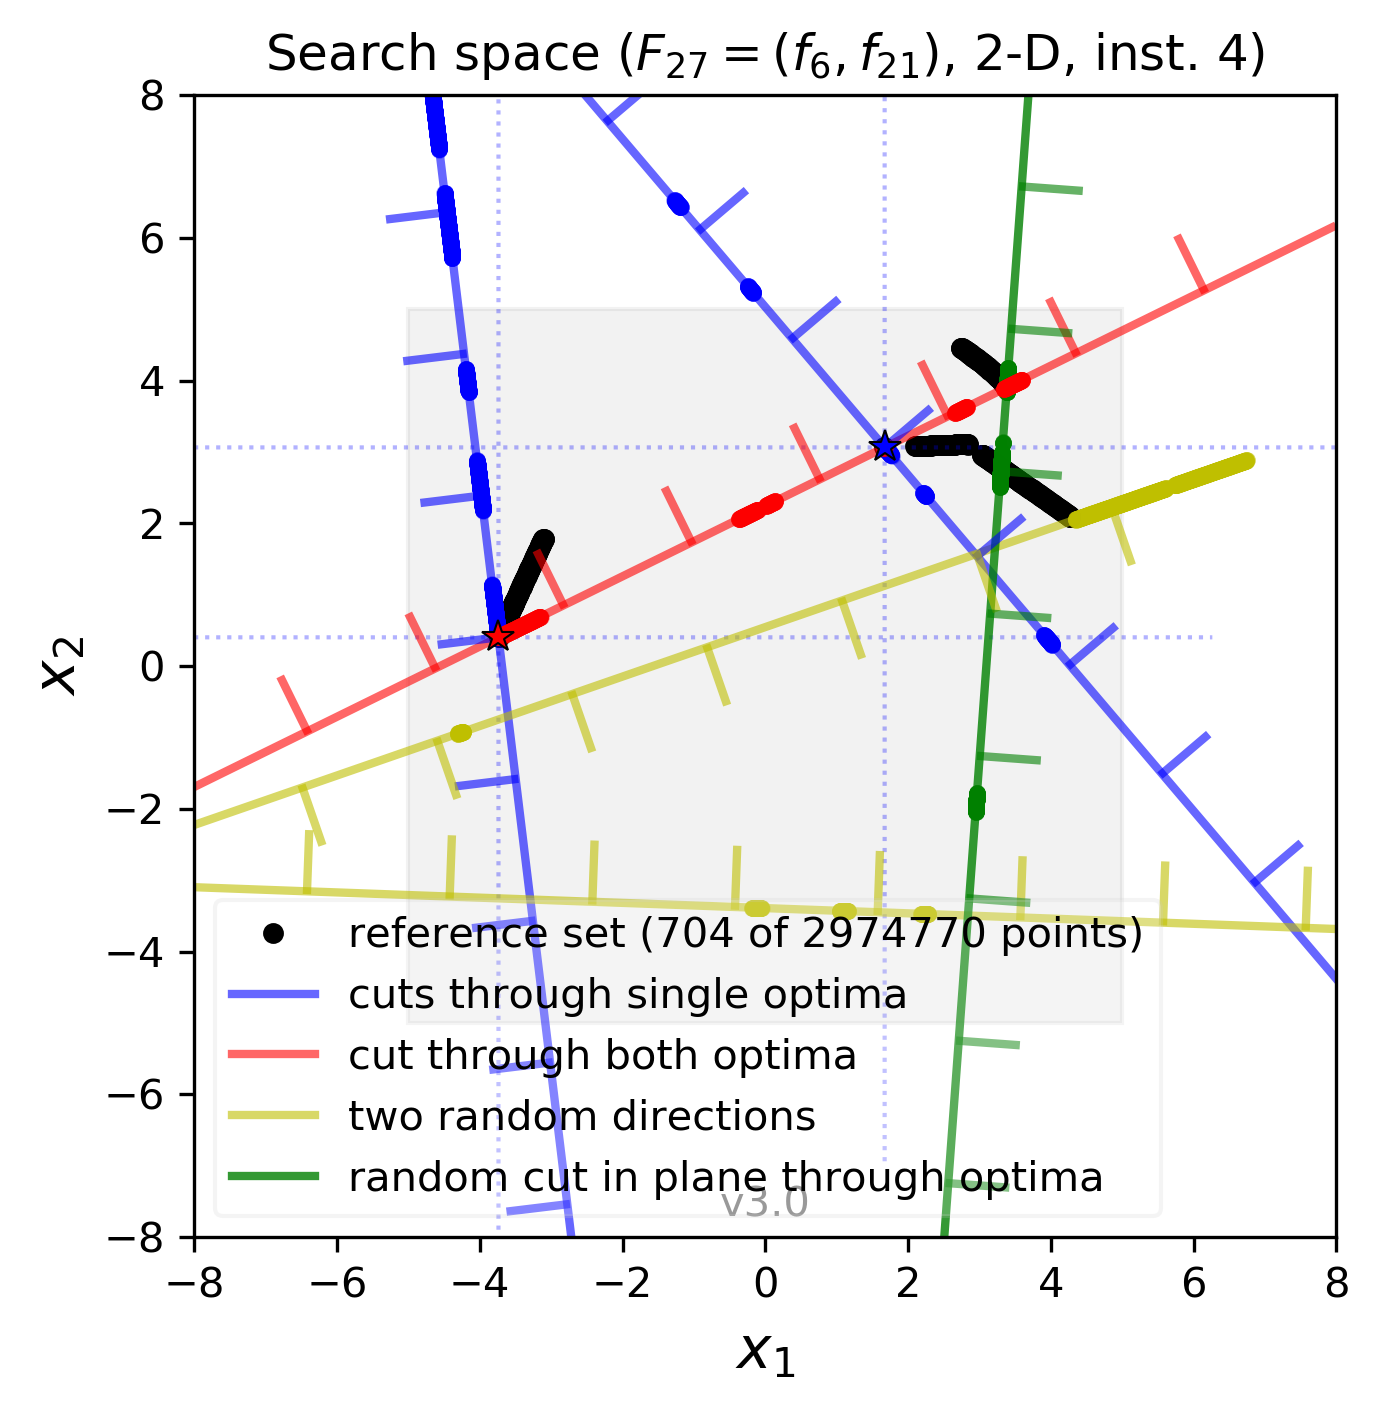 Search space (F₂₇ = (f₆, f₂₁), 2-D, inst. 4)
8
6
4
2
0
−2
−4
−6
−8
x₂
reference set (704 of 2974770 points)
cuts through single optima
cut through both optima
two random directions
random cut in plane through optima
v3.0
−8 −6 −4 −2 0 2 4 6 8
x₁